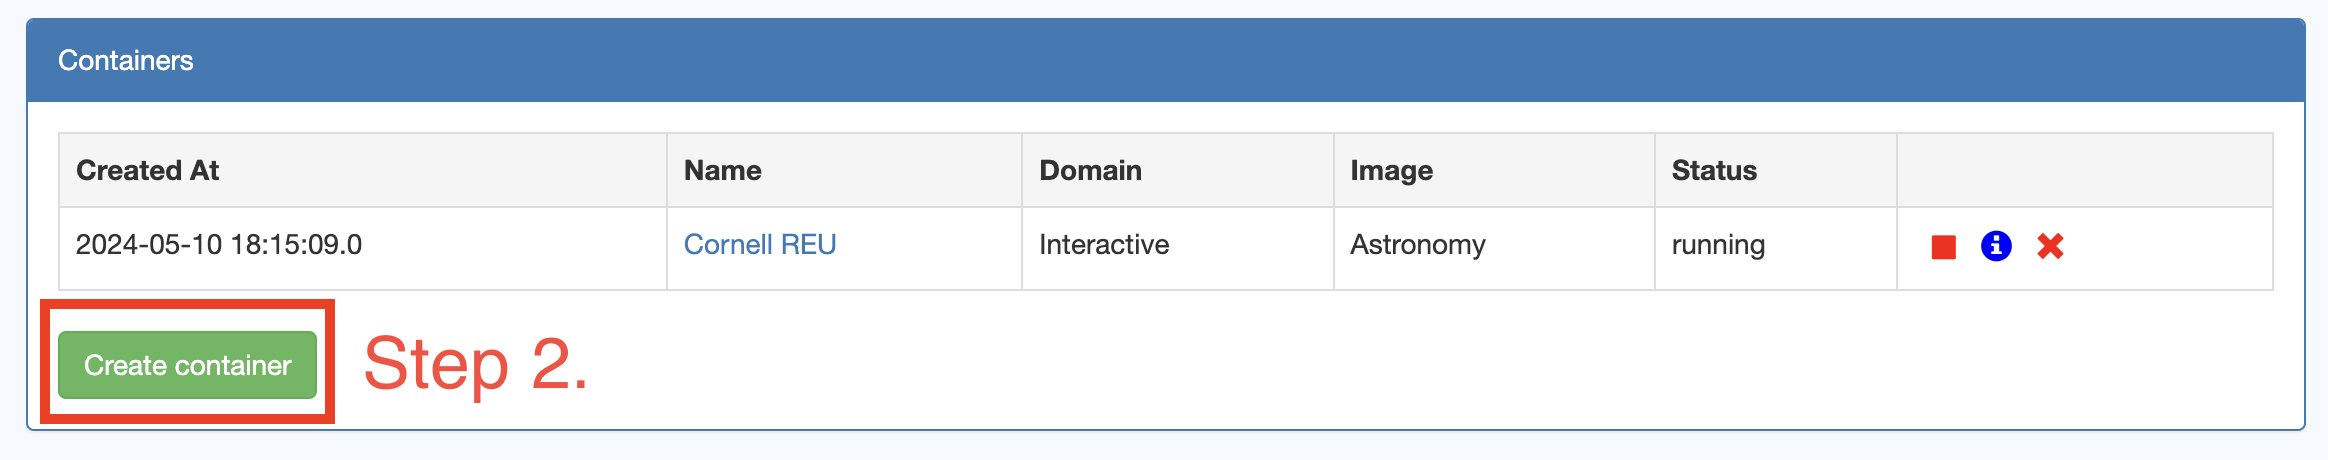 Containers
Created At Name Domain Image Status
2024-05-10 18:15:09.0 Cornell REU Interactive Astronomy running
Create container Step 2.